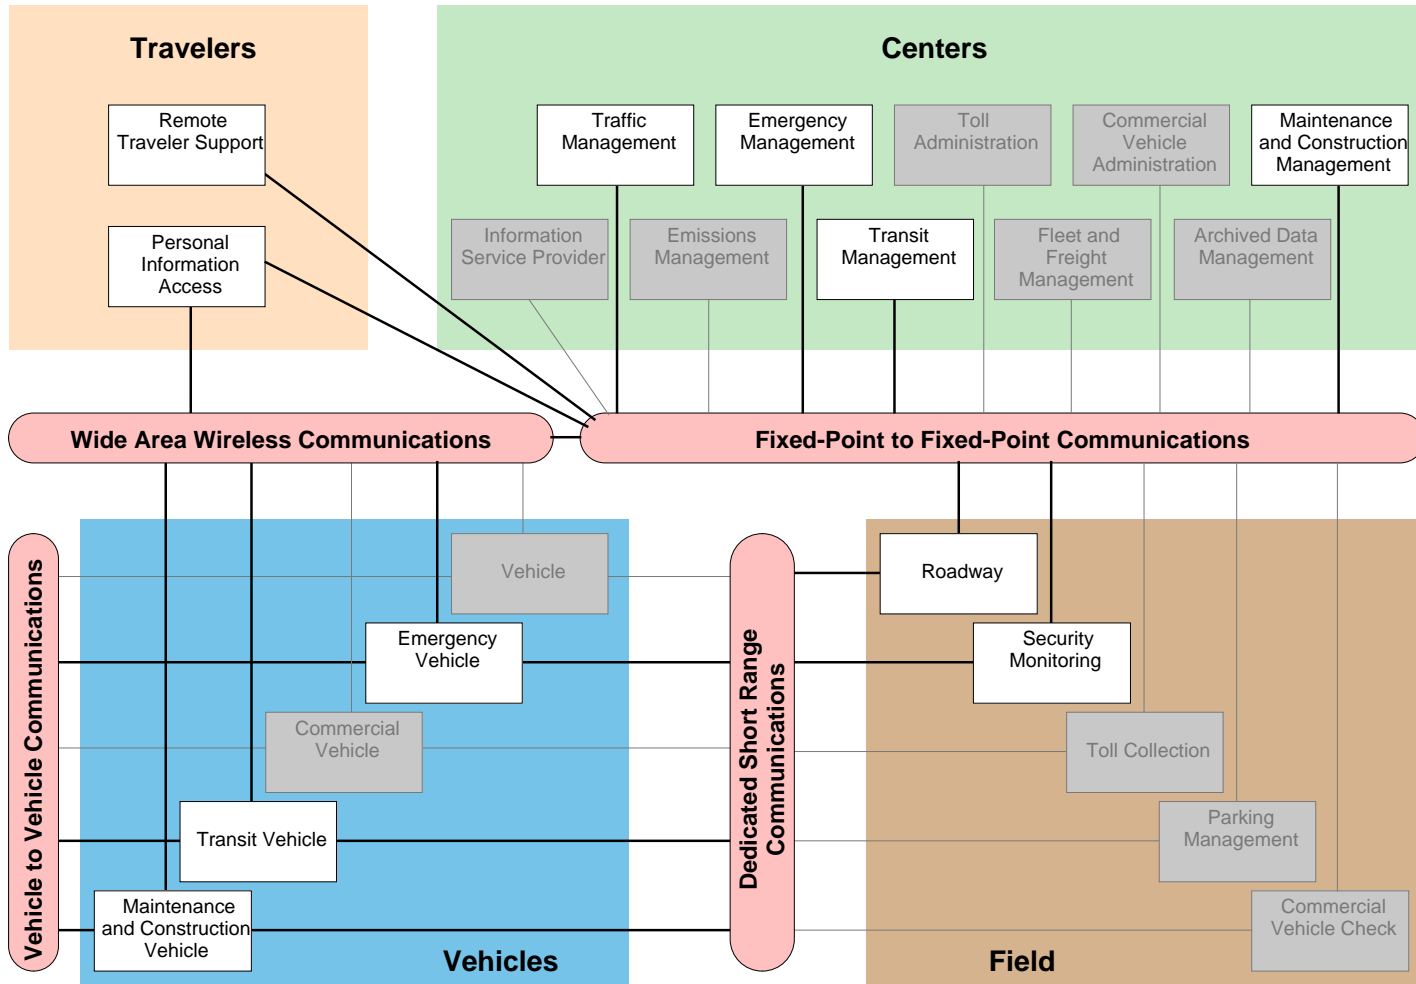 Travelers
Centers
Remote
Traveler Support
Traffic
Management
Emergency
Management
Toll
Administration
Commercial
Vehicle
Administration
Maintenance
and Construction
Management
Personal
Information
Access
Information
Service Provider
Emissions
Management
Transit
Management
Fleet and
Freight
Management
Archived Data
Management
Wide Area Wireless Communications
Fixed-Point to Fixed-Point Communications
Vehicle to Vehicle Communications
Vehicle
Emergency
Vehicle
Commercial
Vehicle
Transit Vehicle
Maintenance
and Construction
Vehicle
Vehicles
Dedicated Short Range
Communications
Roadway
Security
Monitoring
Toll Collection
Parking
Management
Commercial
Vehicle Check
Field